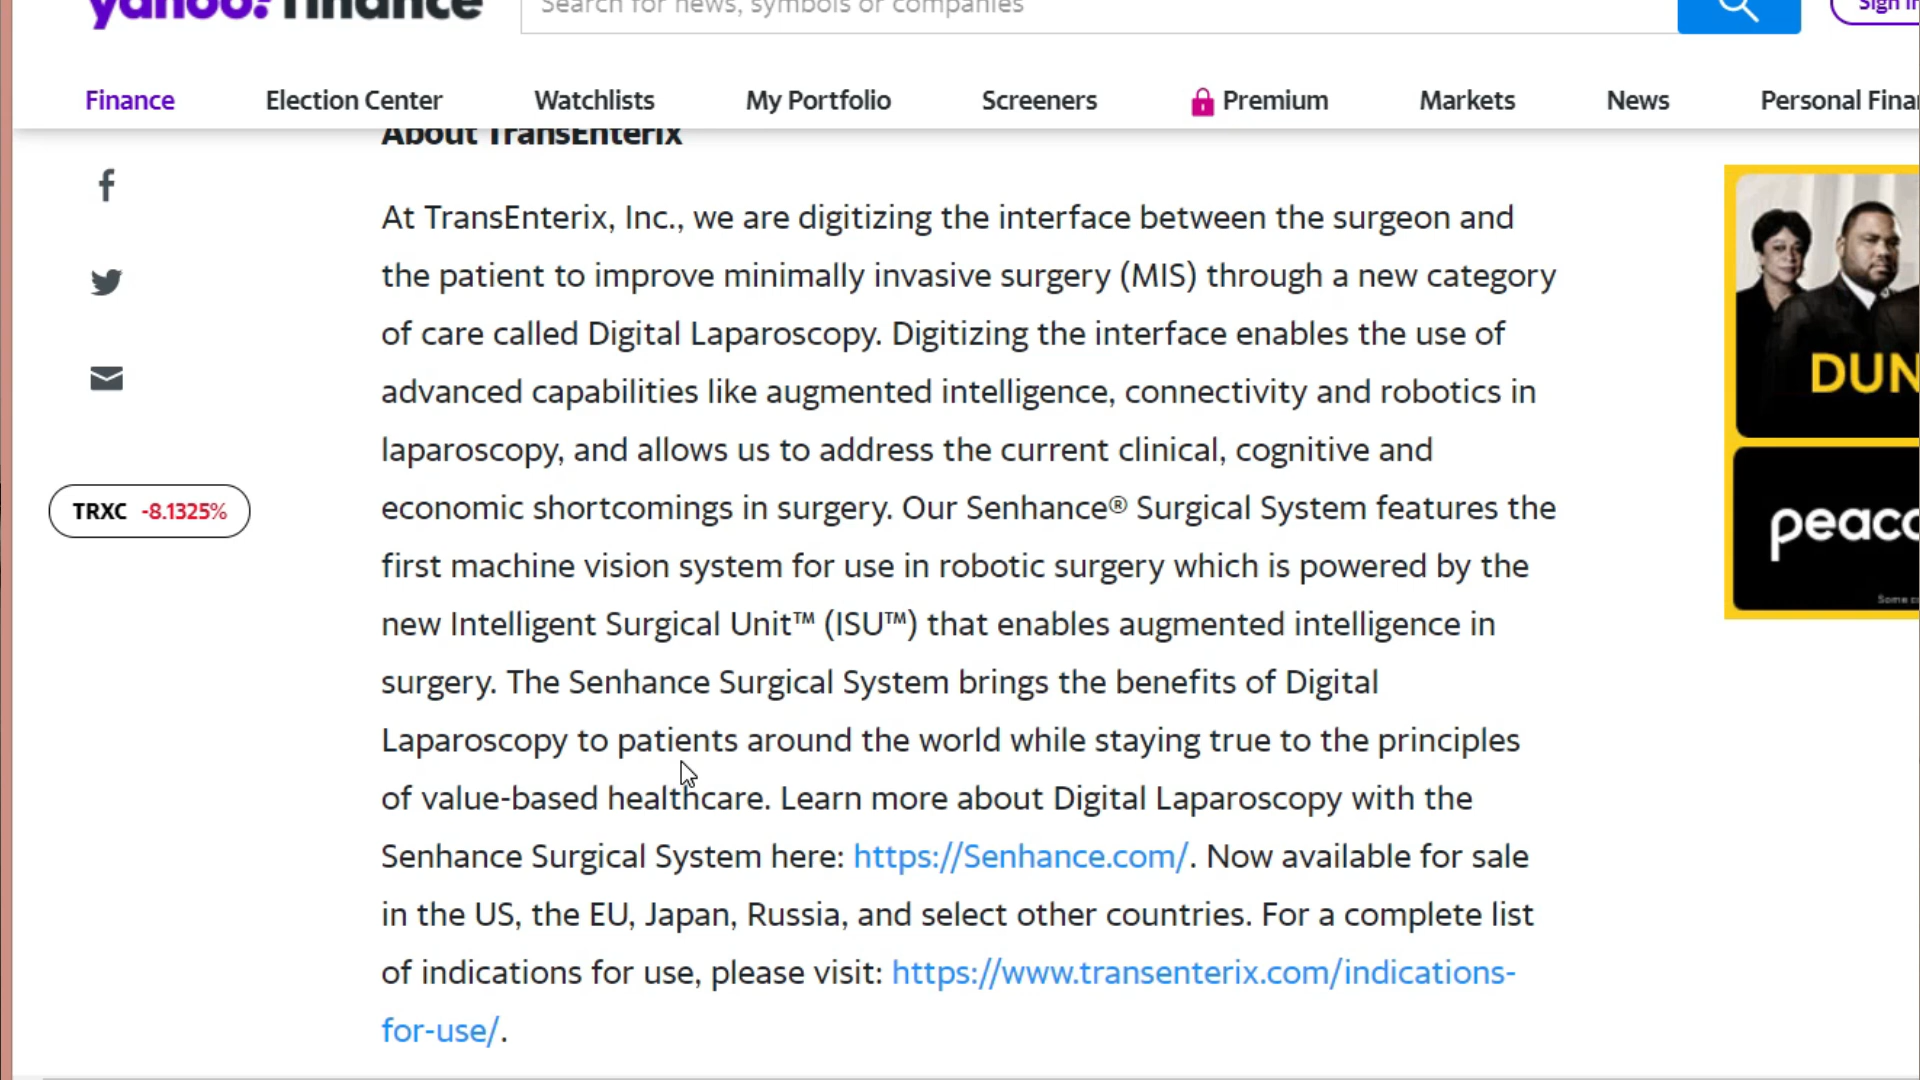 yahoo! finance
Search for news, symbols or companies
Sign in
Finance Election Center Watchlists My Portfolio Screeners Premium Markets News Personal Fina
About TransEnterix
At TransEnterix, Inc., we are digitizing the interface between the surgeon and
the patient to improve minimally invasive surgery (MIS) through a new category
of care called Digital Laparoscopy. Digitizing the interface enables the use of
advanced capabilities like augmented intelligence, connectivity and robotics in
laparoscopy, and allows us to address the current clinical, cognitive and
TRXC -8.1325%
economic shortcomings in surgery. Our Senhance® Surgical System features the
first machine vision system for use in robotic surgery which is powered by the
new Intelligent Surgical Unit™ (ISU™) that enables augmented intelligence in
surgery. The Senhance Surgical System brings the benefits of Digital
Laparoscopy to patients around the world while staying true to the principles
of value-based healthcare. Learn more about Digital Laparoscopy with the
Senhance Surgical System here: https://Senhance.com/. Now available for sale
in the US, the EU, Japan, Russia, and select other countries. For a complete list
of indications for use, please visit: https://www.transenterix.com/indications-
for-use/.
DUN
peaco
Some c